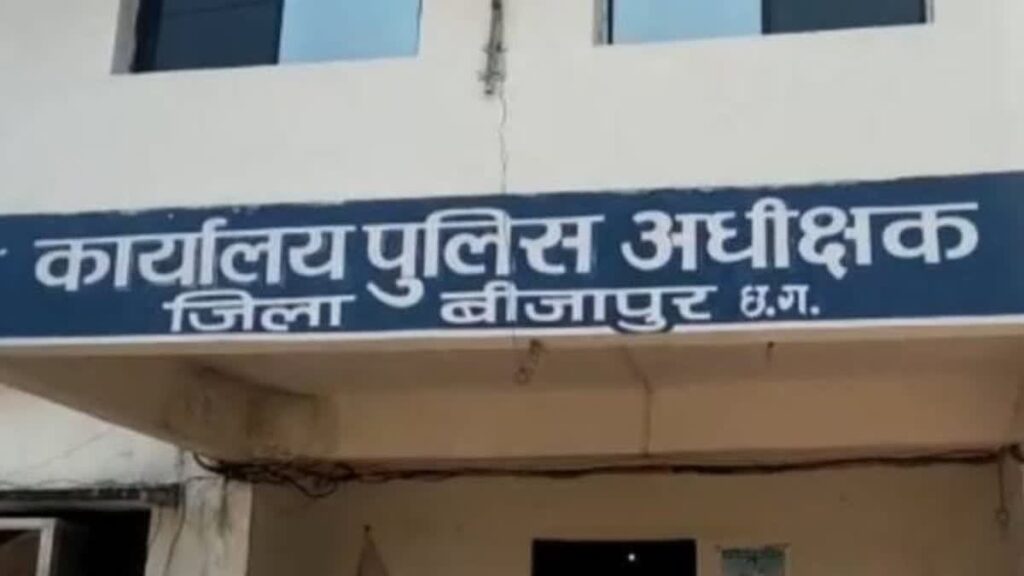 कार्यालय पुलिस अधीक्षक
जिला बीजापुर छ.ग.